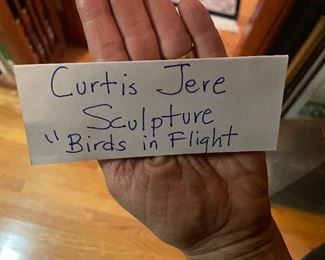 Curtis Jere
Sculpture
"Birds in Flight